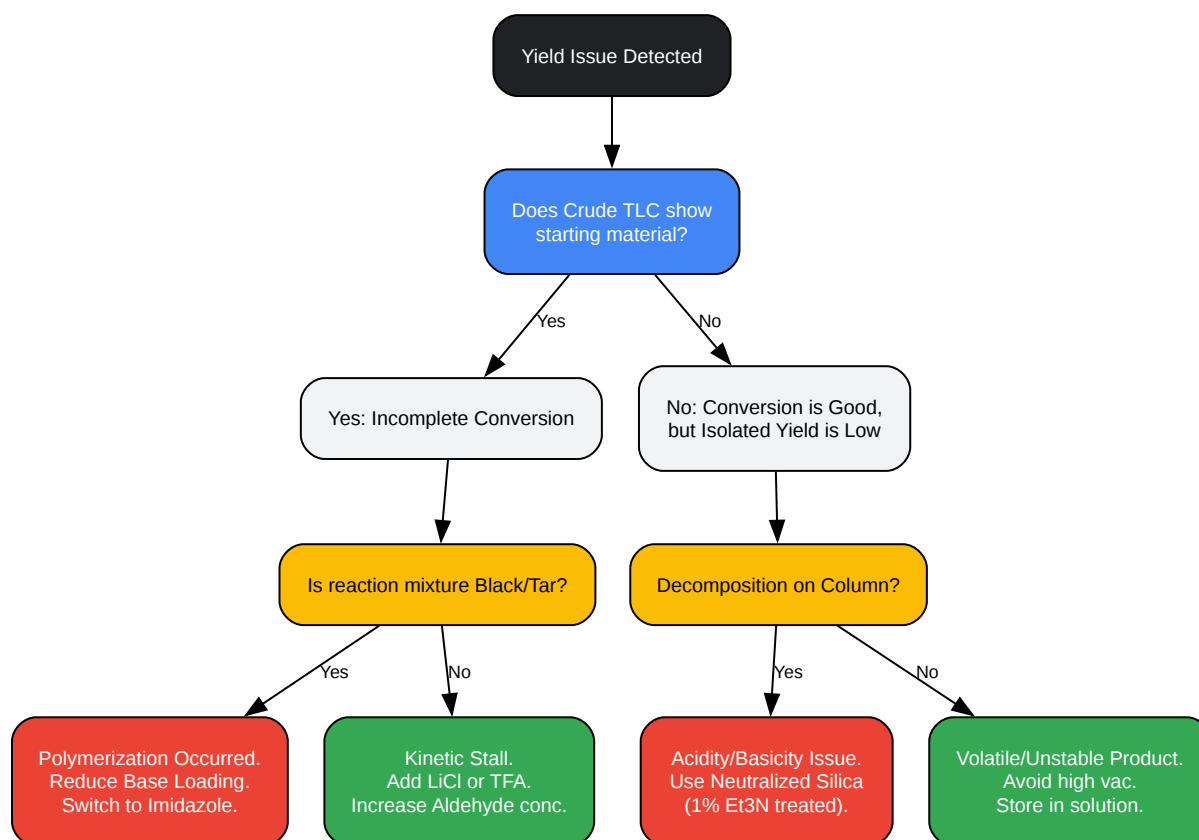 Yield Issue Detected
Does Crude TLC show
starting material?
Yes
No
Yes: Incomplete Conversion
No: Conversion is Good,
but Isolated Yield is Low
Is reaction mixture Black/Tar?
Decomposition on Column?
Yes
No
Yes
No
Polymerization Occurred.
Reduce Base Loading.
Switch to Imidazole.
Kinetic Stall.
Add LiCl or TFA.
Increase Aldehyde conc.
Acidity/Basicity Issue.
Use Neutralized Silica
(1% Et3N treated).
Volatile/Unstable Product.
Avoid high vac.
Store in solution.